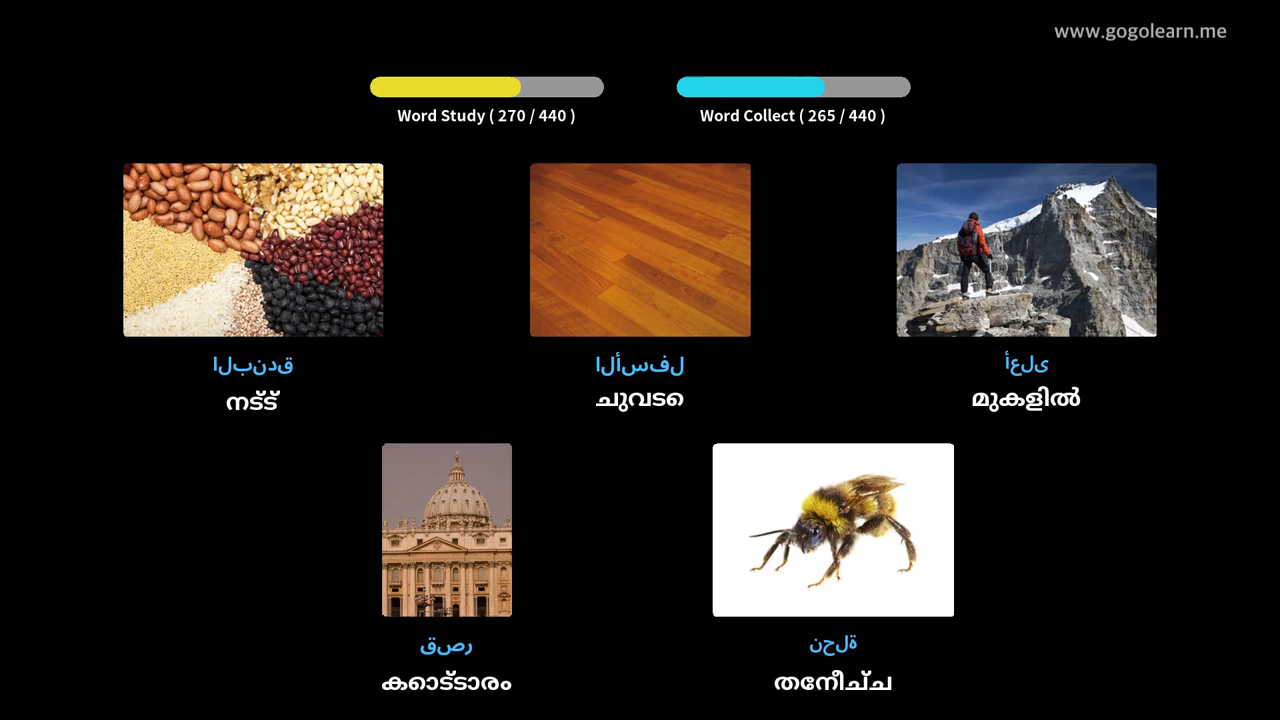 www.gogolearn.me
Word Study ( 270 / 440 )
Word Collect ( 265 / 440 )
البندق
الأسفل
أعلى
നട്ട്
ചുവടെ
മുകളിൽ
قصر
نحلة
കൊട്ടാരം
തേനീച്ച